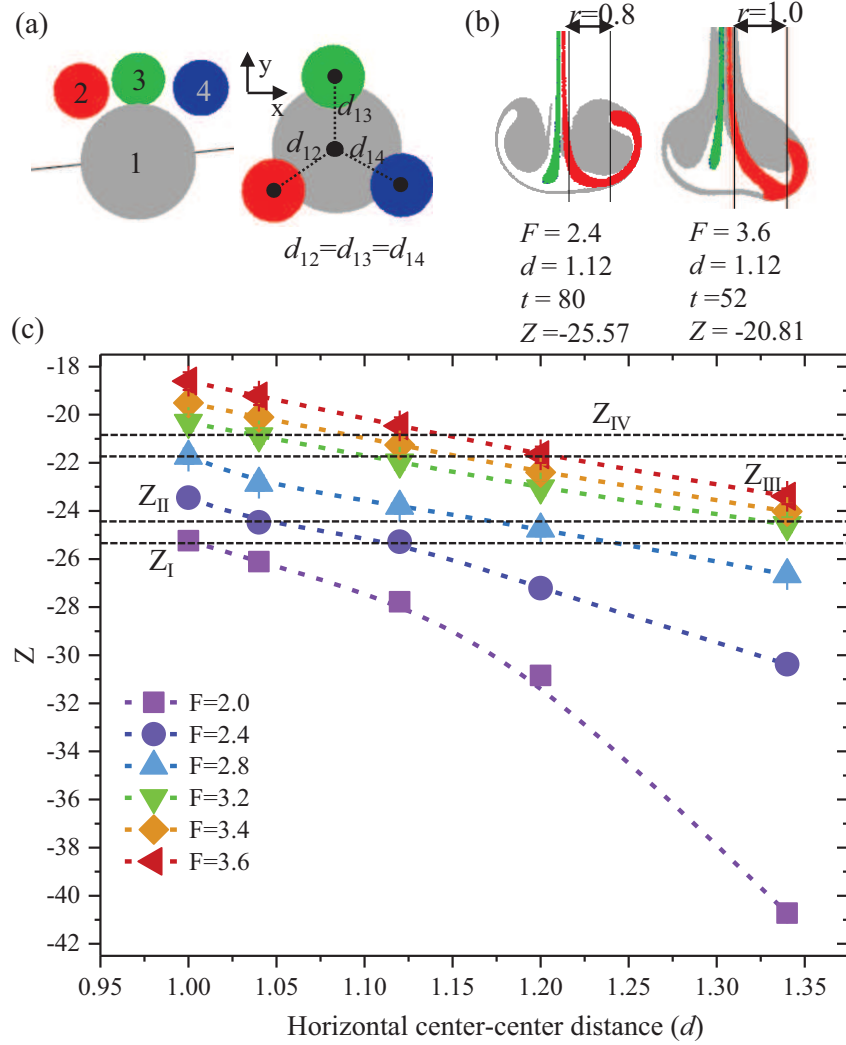 (a)
2
3
4
1
y
x
d13
d12
d14
d12=d13=d14
(b)
r=0.8
r=1.0
F = 2.4
d = 1.12
t = 80
Z = -25.57
F = 3.6
d = 1.12
t =52
Z = -20.81
(c)
-18
-20
-22
-24
-26
-28
-30
-32
-34
-36
-38
-40
-42
Z
ZIV
ZIII
ZII
ZI
F=2.0
F=2.4
F=2.8
F=3.2
F=3.4
F=3.6
0.95 1.00 1.05 1.10 1.15 1.20 1.25 1.30 1.35
Horizontal center-center distance (d)